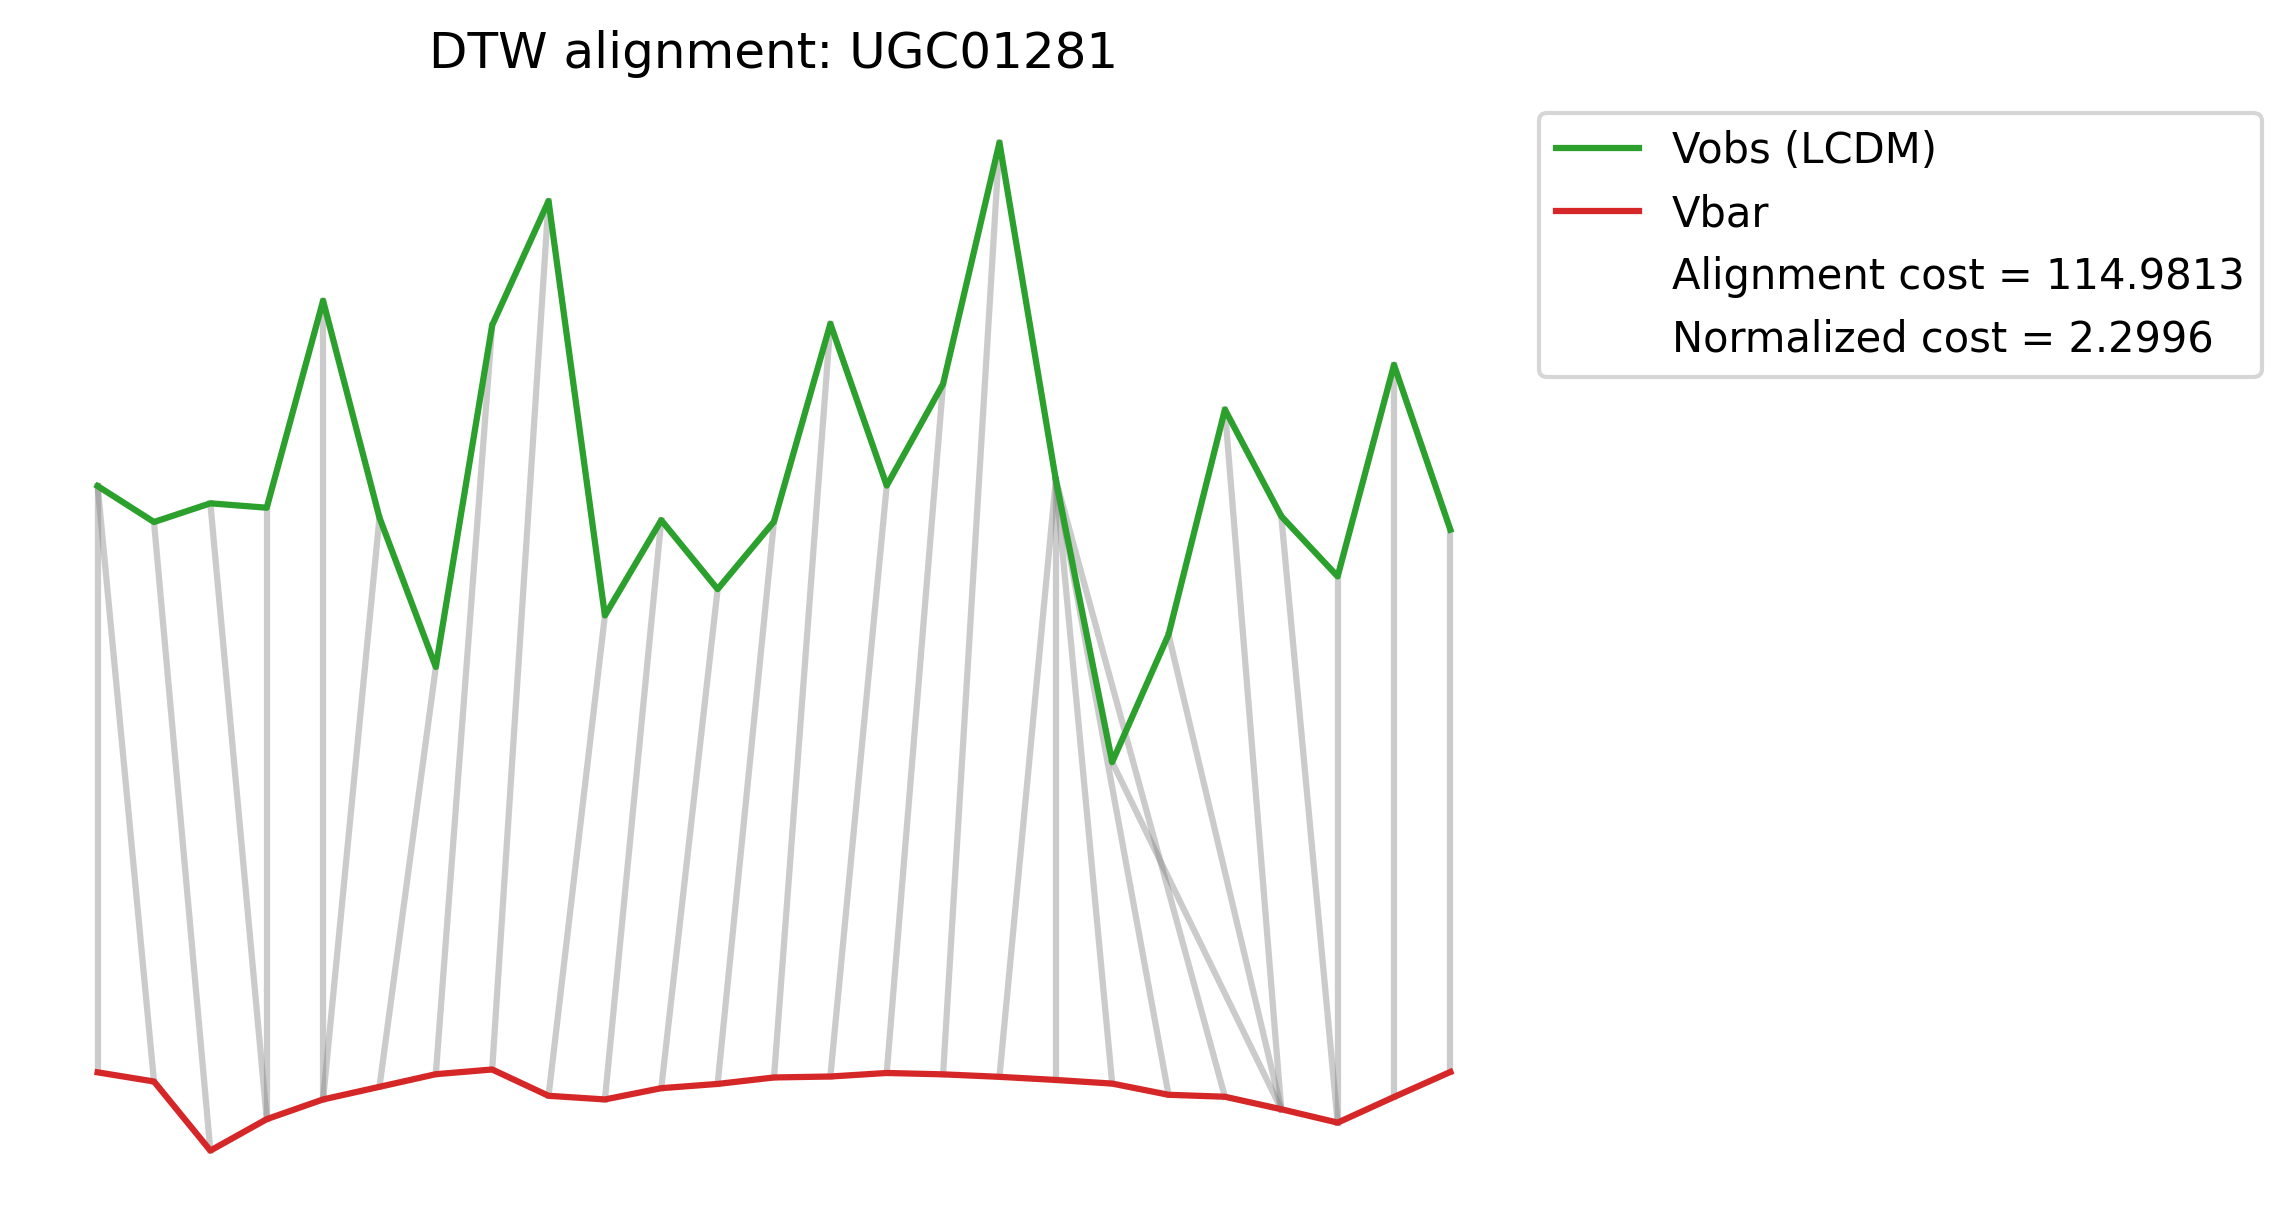 DTW alignment: UGC01281
Vobs (LCDM)
Vbar
Alignment cost = 114.9813
Normalized cost = 2.2996